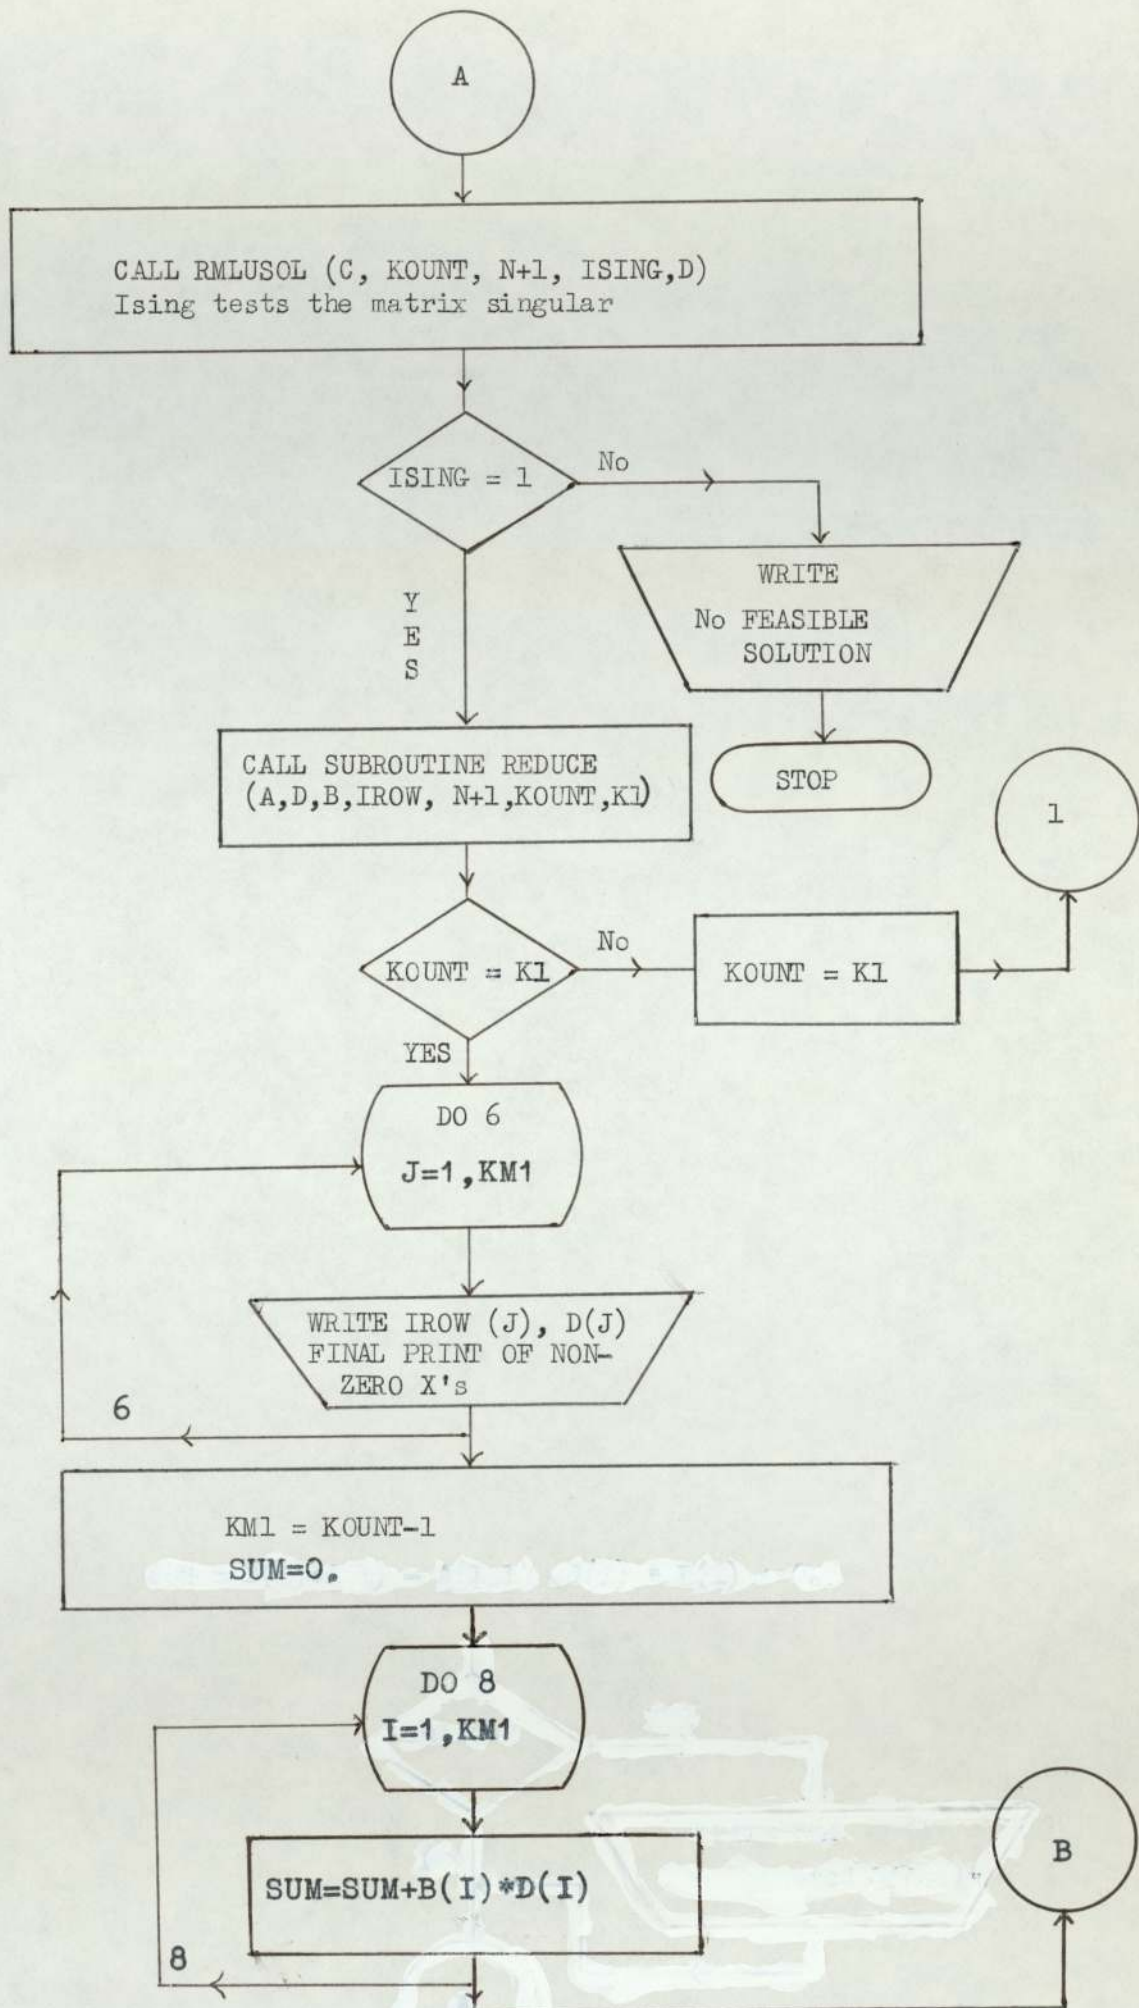 A
CALL RMLUSOL (C, KOUNT, N+1, ISING,D)
Ising tests the matrix singular
ISING = 1
No
WRITE
No FEASIBLE
SOLUTION
YES
STOP
CALL SUBROUTINE REDUCE
(A,D,B,IROW, N+1,KOUNT,K1)
1
KOUNT = K1
No
KOUNT = K1
YES
DO 6
J=1,KM1
WRITE IROW (J), D(J)
FINAL PRINT OF NON-
ZERO X's
6
KM1 = KOUNT-1
SUM=0.
DO 8
I=1,KM1
SUM=SUM+B(I)*D(I)
B
8